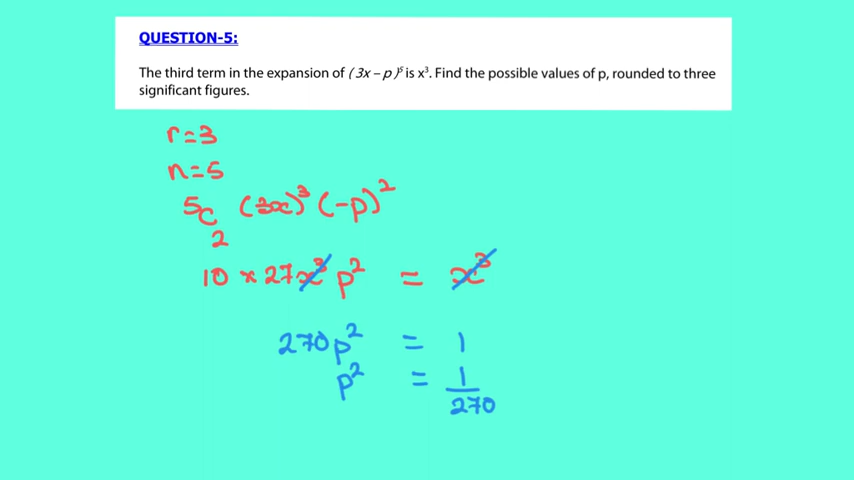 QUESTION-5:
The third term in the expansion of (3x – p)⁵ is x³. Find the possible values of p, rounded to three
significant figures.
r=3
n=5
5C2 (3x)³ (-p)²
10 × 27x³ p² = x³
270p² = 1
p² = 1/270